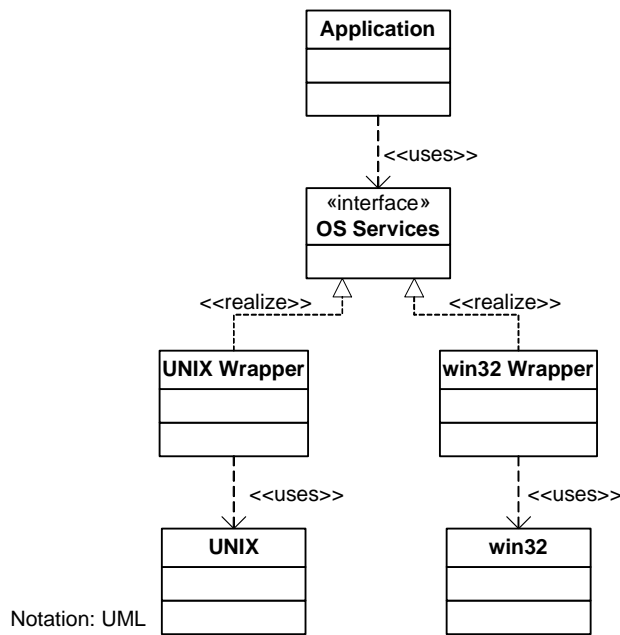 Application
<<uses>>
«interface»
OS Services
<<realize>>
<<realize>>
UNIX Wrapper
win32 Wrapper
<<uses>>
<<uses>>
UNIX
win32
Notation: UML